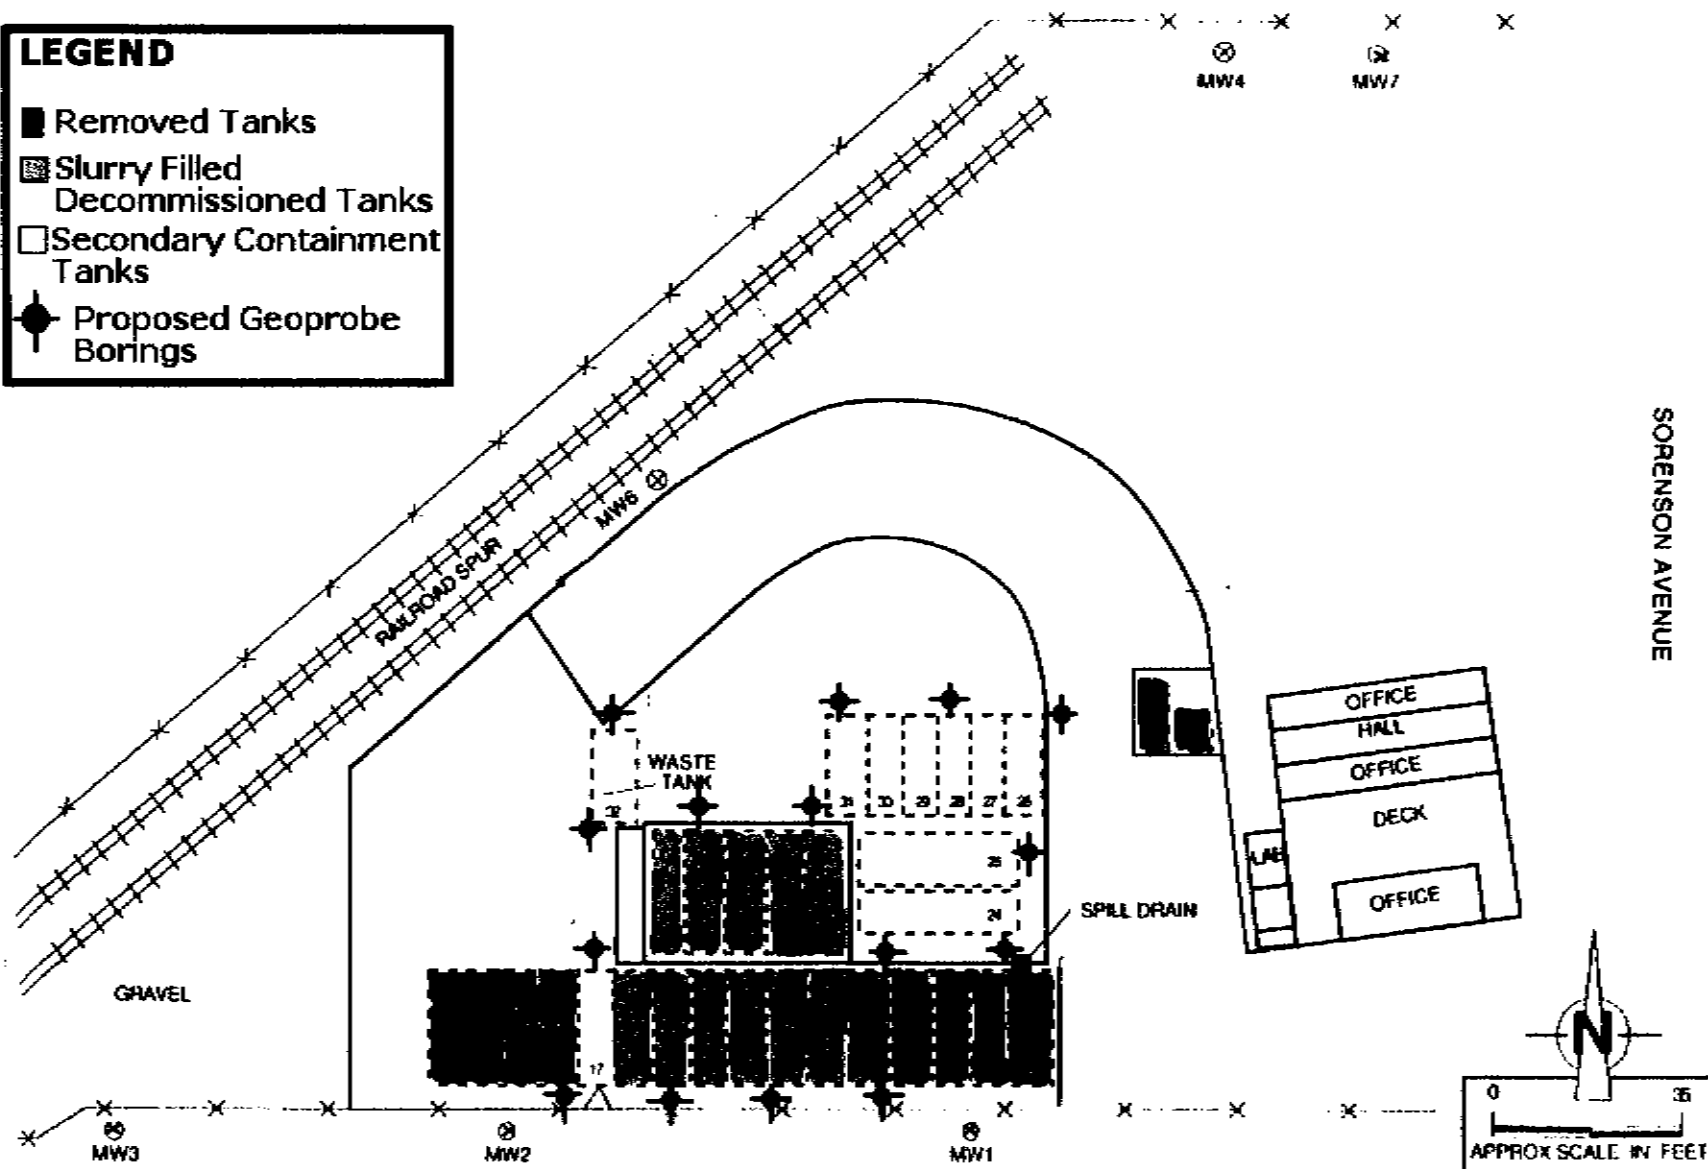 LEGEND
Removed Tanks
Slurry Filled
Decommissioned Tanks
Secondary Containment
Tanks
Proposed Geoprobe
Borings
MW4
MW7
MW6
RAILROAD SPUR
SORENSON AVENUE
OFFICE
HALL
OFFICE
DECK
LAB
OFFICE
WASTE
TANK
32
31 30 29 28 27 26
25
24
SPILL DRAIN
GRAVEL
17
N
0 35
APPROX SCALE IN FEET
MW3
MW2
MW1